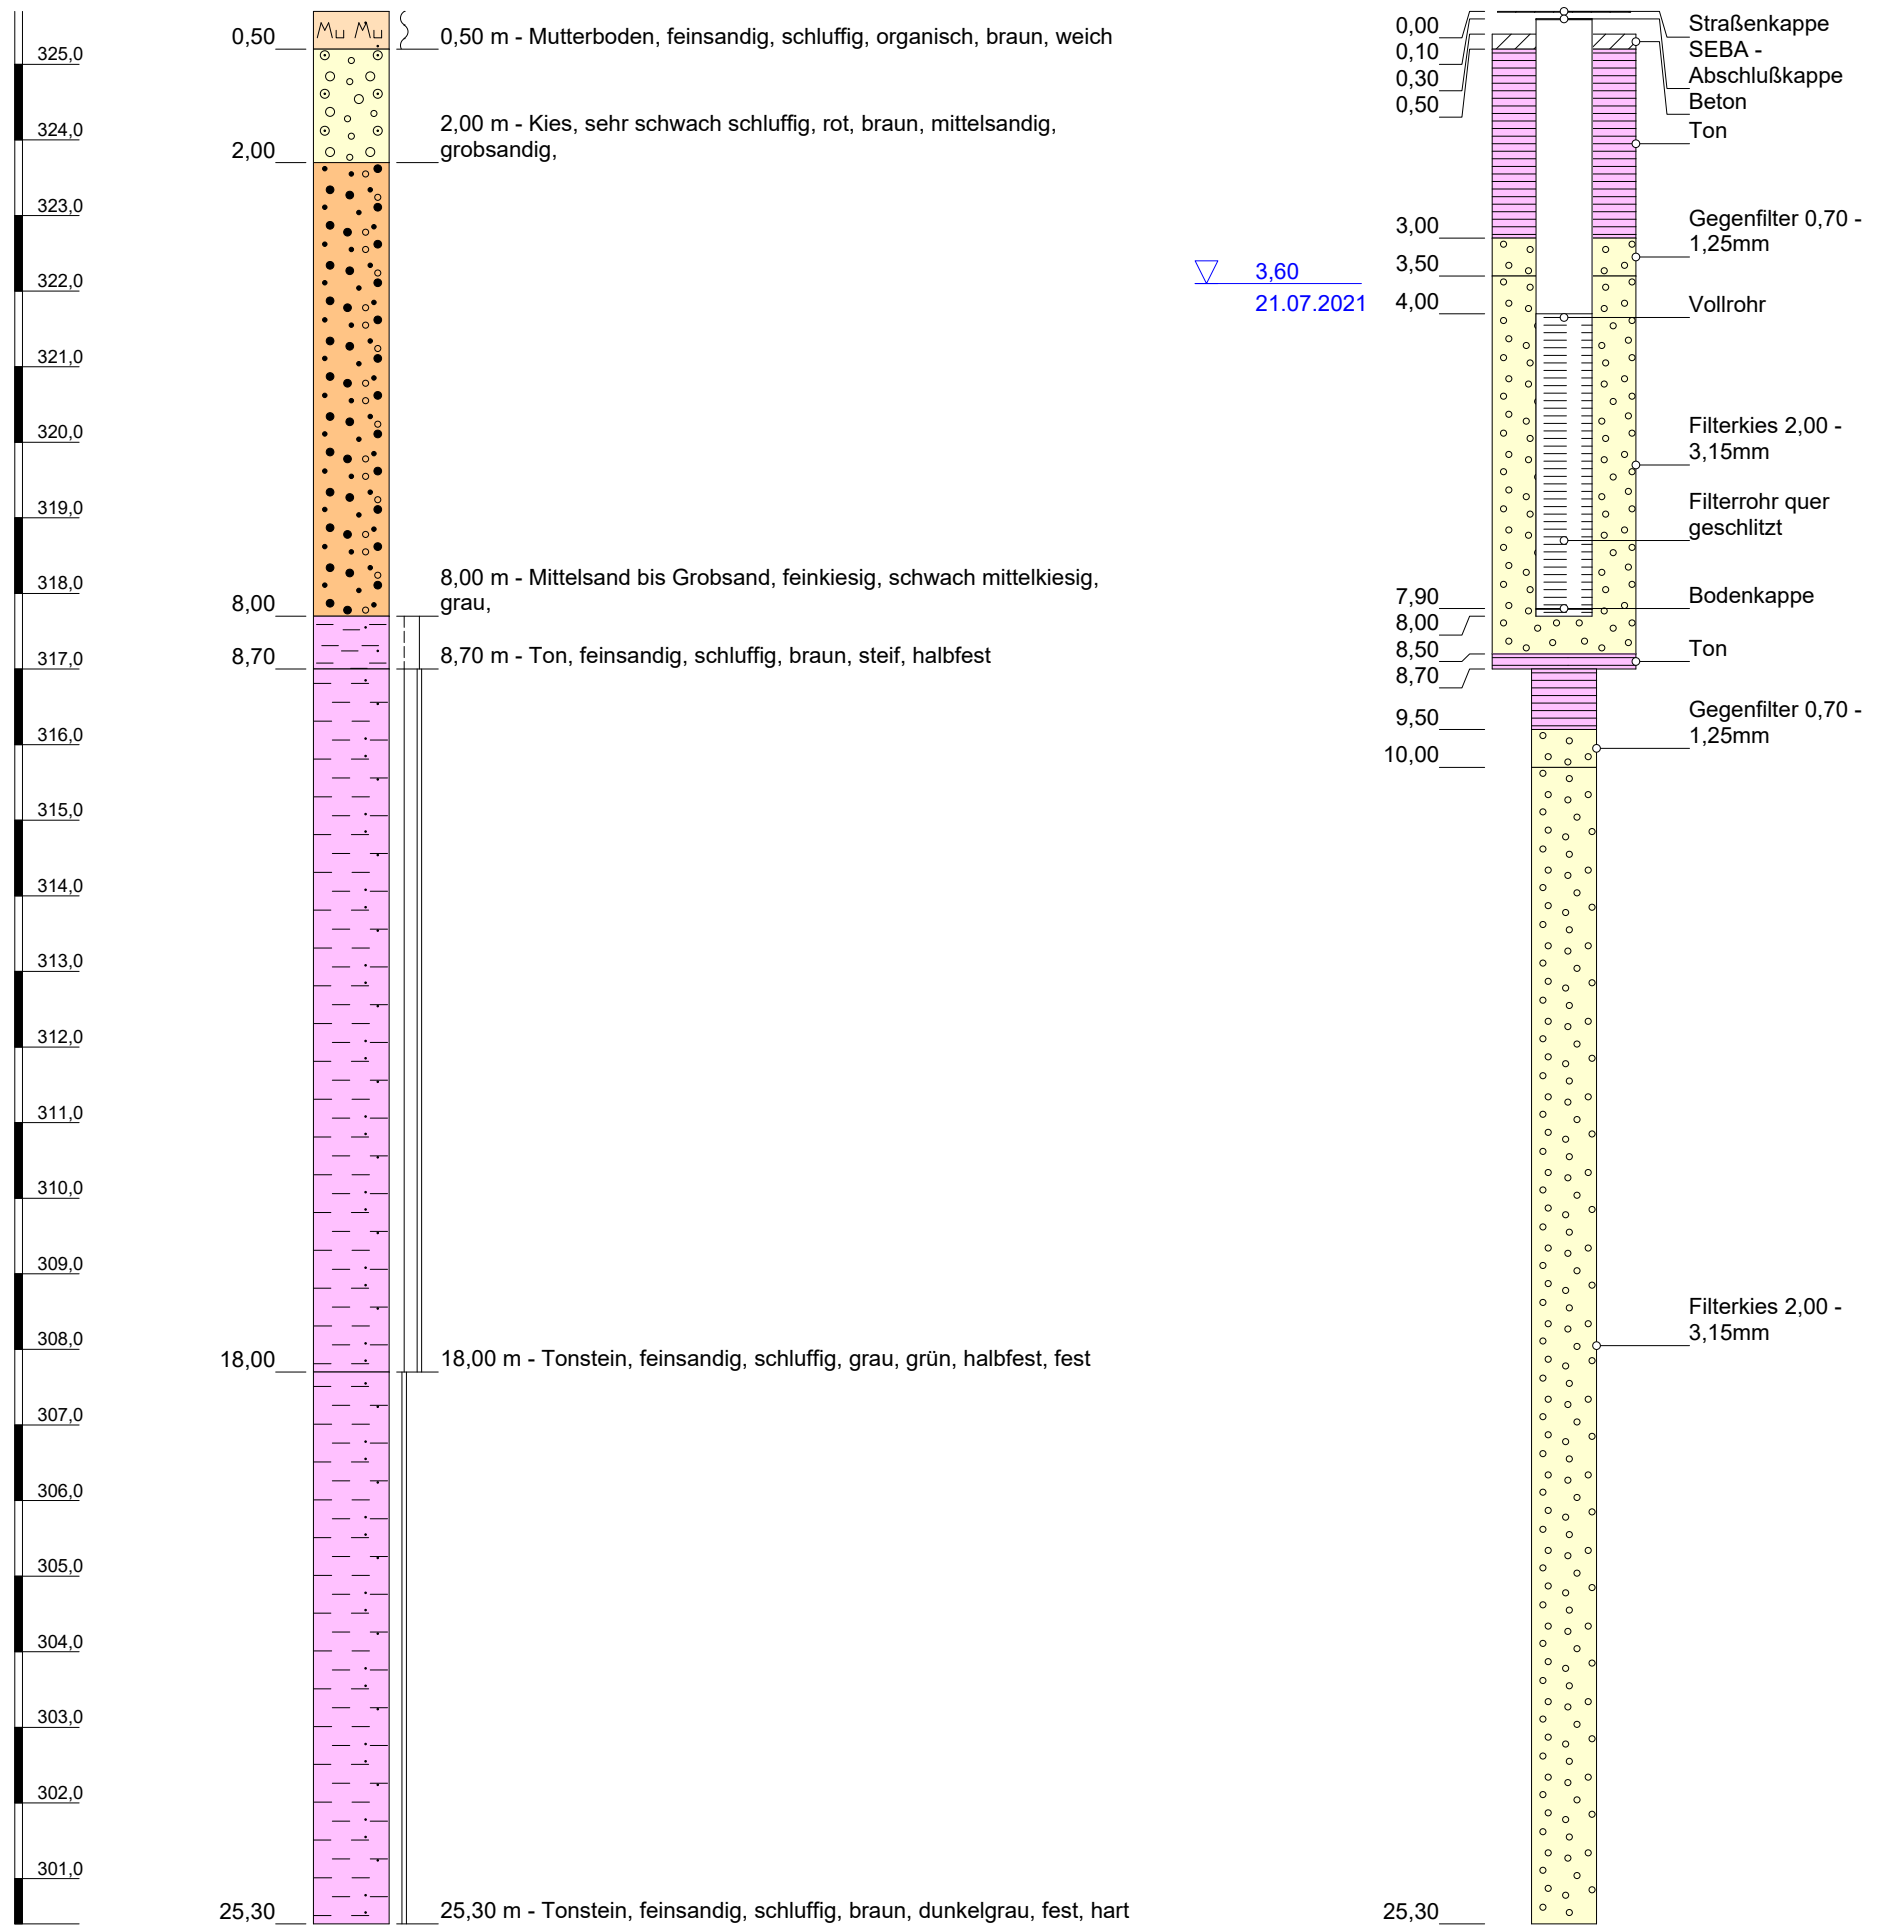 325,0
324,0
323,0
322,0
321,0
320,0
319,0
318,0
317,0
316,0
315,0
314,0
313,0
312,0
311,0
310,0
309,0
308,0
307,0
306,0
305,0
304,0
303,0
302,0
301,0
M u M u
0,50
0,50 m - Mutterboden, feinsandig, schluffig, organisch, braun, weich
2,00
2,00 m - Kies, sehr schwach schluffig, rot, braun, mittelsandig,
grobsandig,
8,00
8,00 m - Mittelsand bis Grobsand, feinkiesig, schwach mittelkiesig,
grau,
8,70
8,70 m - Ton, feinsandig, schluffig, braun, steif, halbfest
18,00
18,00 m - Tonstein, feinsandig, schluffig, grau, grün, halbfest, fest
25,30
25,30 m - Tonstein, feinsandig, schluffig, braun, dunkelgrau, fest, hart
3,60
21.07.2021
0,00
0,10
0,30
0,50
3,00
3,50
4,00
7,90
8,00
8,50
8,70
9,50
10,00
25,30
Straßenkappe
SEBA -
Abschlußkappe
Beton
Ton
Gegenfilter 0,70 -
1,25mm
Vollrohr
Filterkies 2,00 -
3,15mm
Filterrohr quer
geschlitzt
Bodenkappe
Ton
Gegenfilter 0,70 -
1,25mm
Filterkies 2,00 -
3,15mm